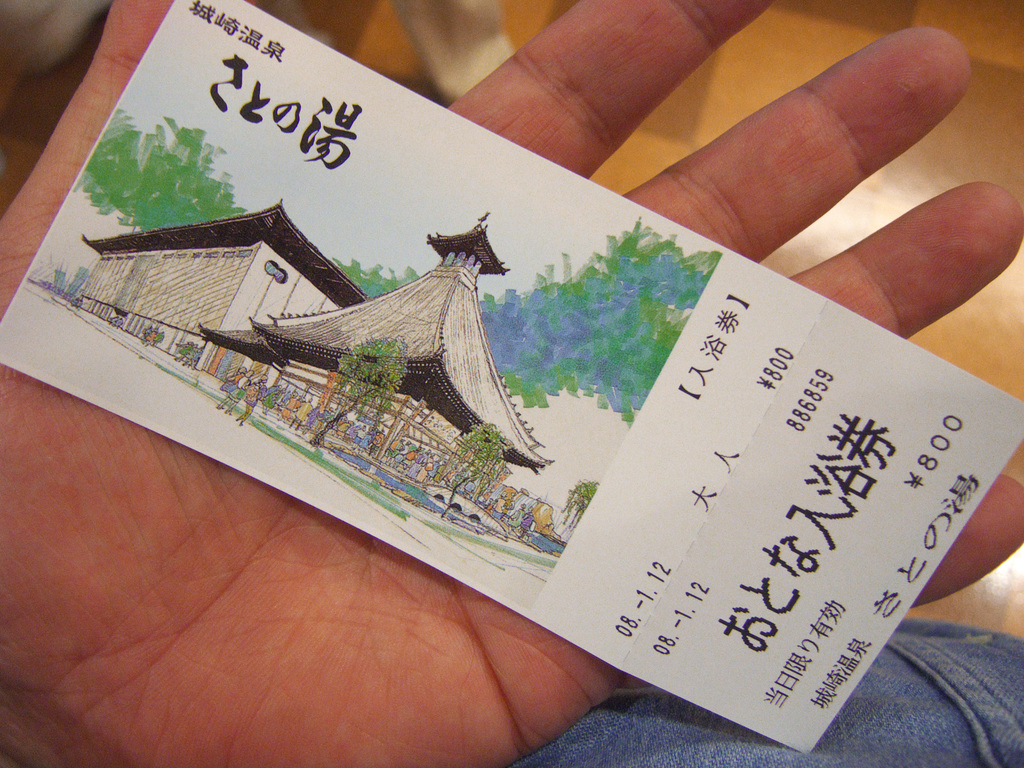 城崎温泉
さとの湯
【入浴券】
大人
¥800
08.-1.12
886859
08.-1.12
おとな入浴券
¥800
当日限り有効
城崎温泉 さとの湯